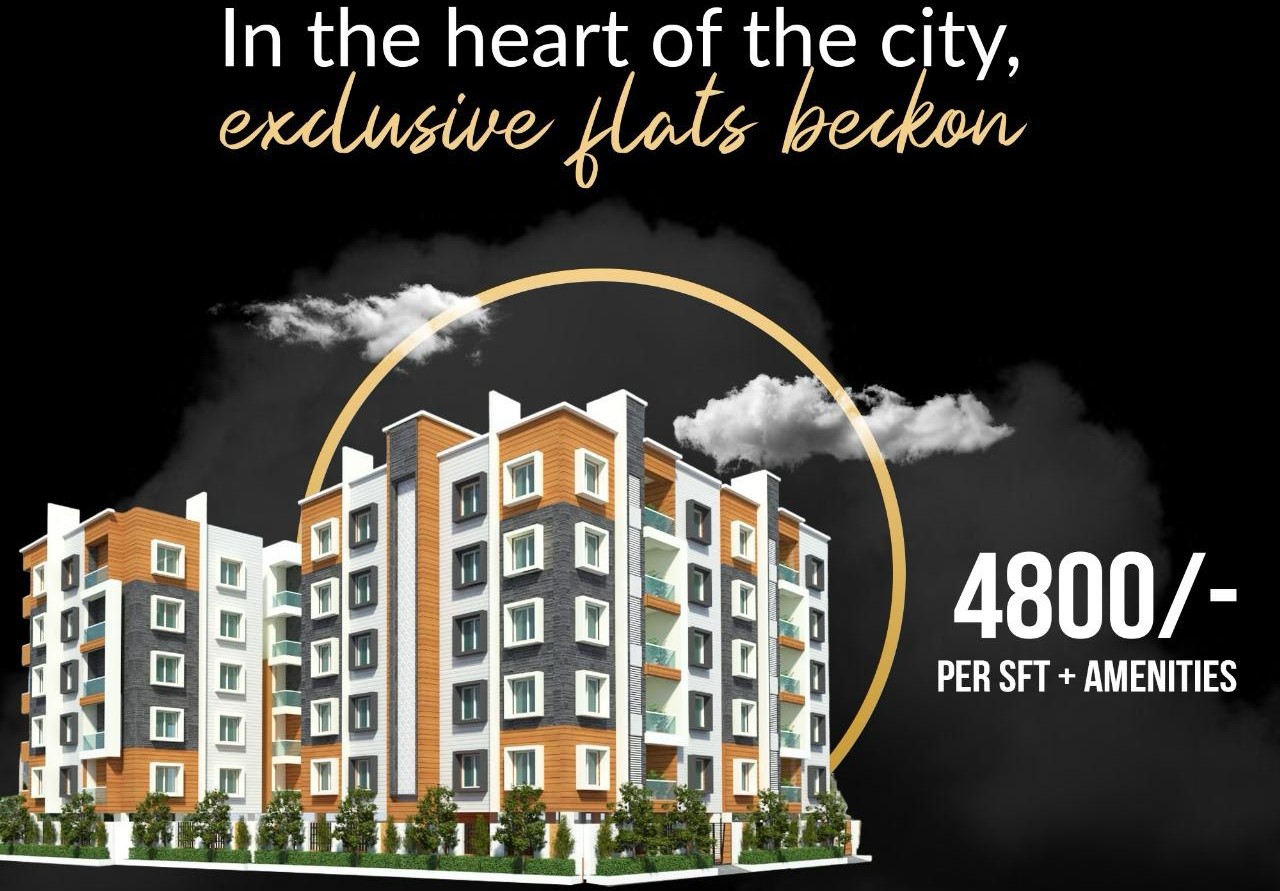 In the heart of the city,
exclusive flats beckon
4800/-
PER SFT + AMENITIES